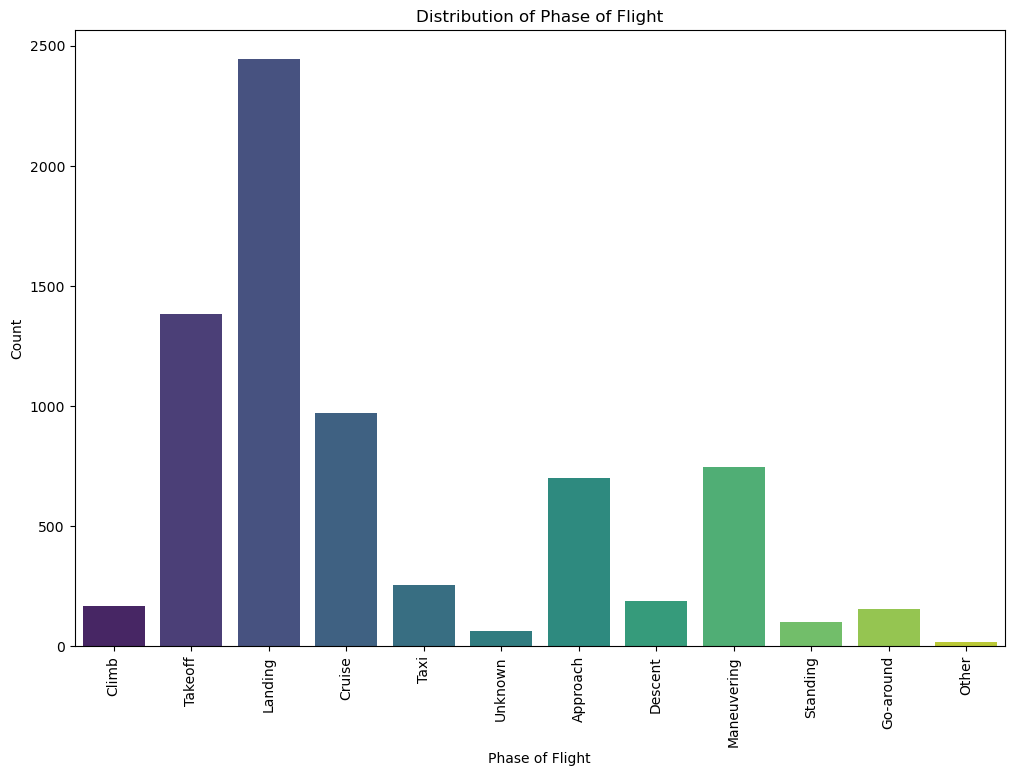 Distribution of Phase of Flight
Count
2500
2000
1500
1000
500
0
Climb
Takeoff
Landing
Cruise
Taxi
Unknown
Approach
Descent
Maneuvering
Standing
Go-around
Other
Phase of Flight